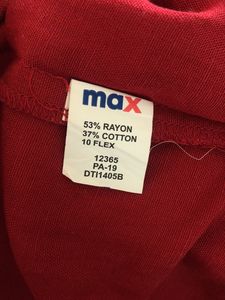 max
53% RAYON
37% COTTON
10 FLEX
12365
PA-19
DTI1405B